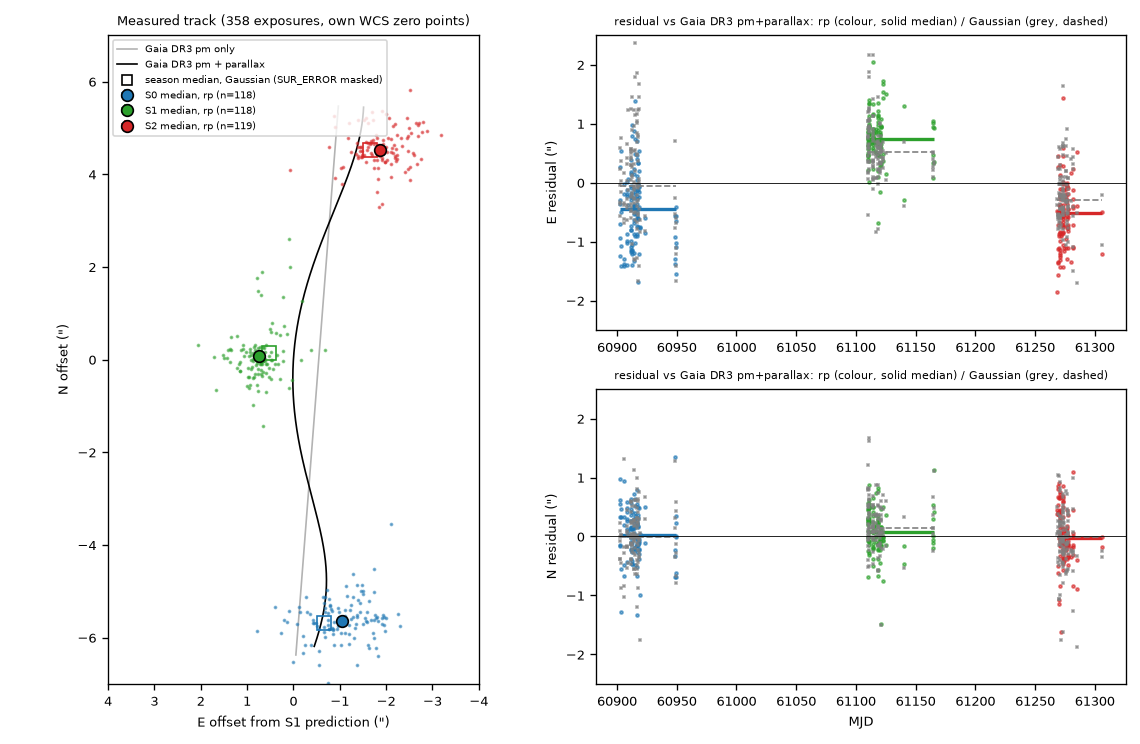 Measured track (358 exposures, own WCS zero points)
Gaia DR3 pm only
Gaia DR3 pm + parallax
season median, Gaussian (SUR_ERROR masked)
S0 median, rp (n=118)
S1 median, rp (n=118)
S2 median, rp (n=119)
6
4
2
0
−2
−4
−6
N offset (")
4 3 2 1 0 −1 −2 −3 −4
E offset from S1 prediction (")
residual vs Gaia DR3 pm+parallax: rp (colour, solid median) / Gaussian (grey, dashed)
2
1
0
−1
−2
E residual (")
60900 60950 61000 61050 61100 61150 61200 61250 61300
residual vs Gaia DR3 pm+parallax: rp (colour, solid median) / Gaussian (grey, dashed)
2
1
0
−1
−2
N residual (")
60900 60950 61000 61050 61100 61150 61200 61250 61300
MJD